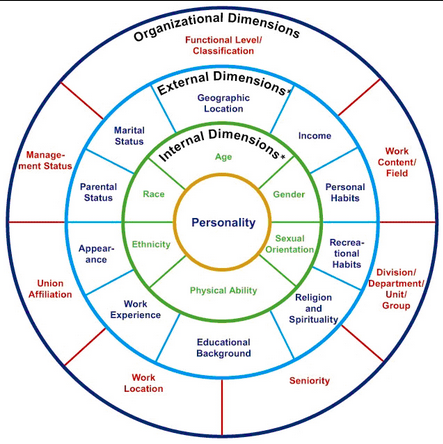 Organizational Dimensions
Functional Level/
Classification
External Dimensions*
Geographic
Location
Marital
Status
Income
Internal Dimensions*
Age
Manage-
ment Status
Work
Content/
Field
Parental
Status
Race
Gender
Personal
Habits
Personality
Appear-
ance
Ethnicity
Sexual
Orientation
Recrea-
tional
Habits
Union
Affiliation
Division/
Department/
Unit/
Group
Physical Ability
Work
Experience
Religion
and
Spirituality
Educational
Background
Work
Location
Seniority